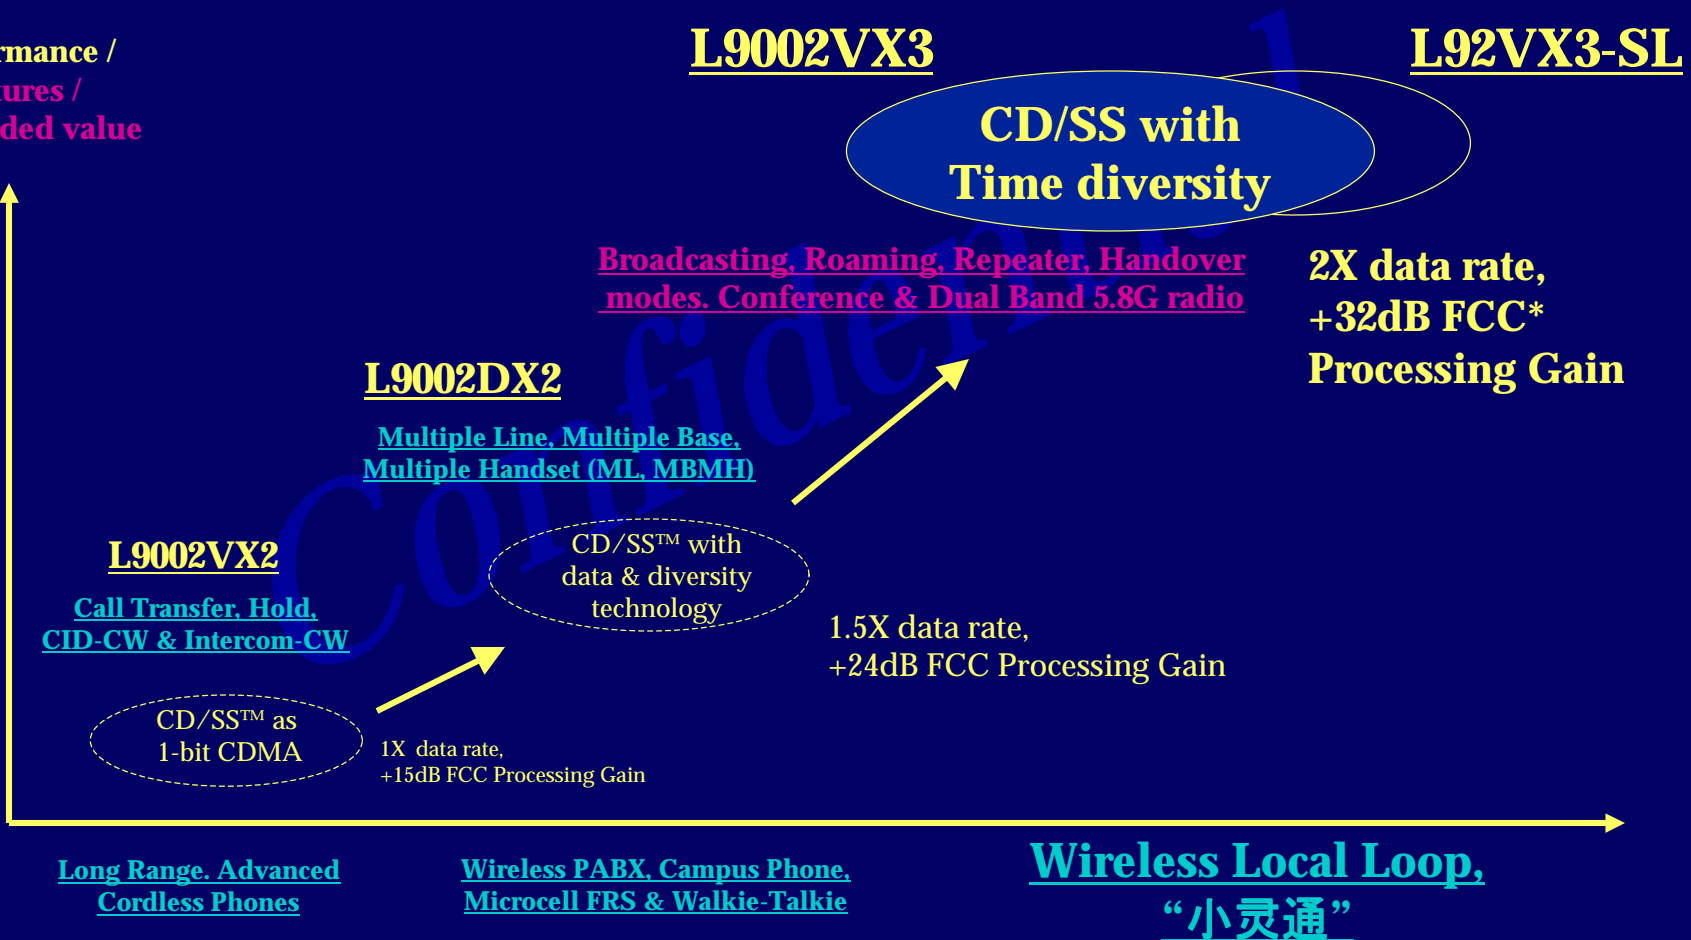 L9002VX3
L92VX3-SL
rmance /
tures /
ded value
CD/SS with
Time diversity
Broadcasting, Roaming, Repeater, Handover
modes. Conference & Dual Band 5.8G radio
2X data rate,
+32dB FCC*
Processing Gain
L9002DX2
Multiple Line, Multiple Base,
Multiple Handset (ML, MBMH)
CD/SS™ with
data & diversity
technology
L9002VX2
Call Transfer, Hold,
CID-CW & Intercom-CW
1.5X data rate,
+24dB FCC Processing Gain
CD/SS™ as
1-bit CDMA
1X data rate,
+15dB FCC Processing Gain
Long Range. Advanced
Cordless Phones
Wireless PABX, Campus Phone,
Microcell FRS & Walkie-Talkie
Wireless Local Loop,
“小灵通”
Confidential